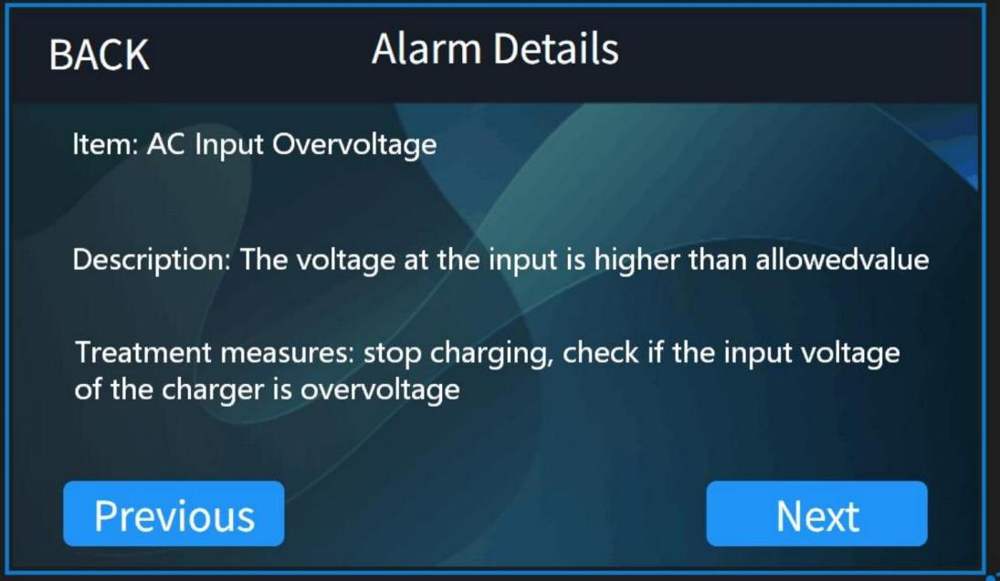 BACK
Alarm Details
Item: AC Input Overvoltage
Description: The voltage at the input is higher than allowedvalue
Treatment measures: stop charging, check if the input voltage
of the charger is overvoltage
Previous
Next